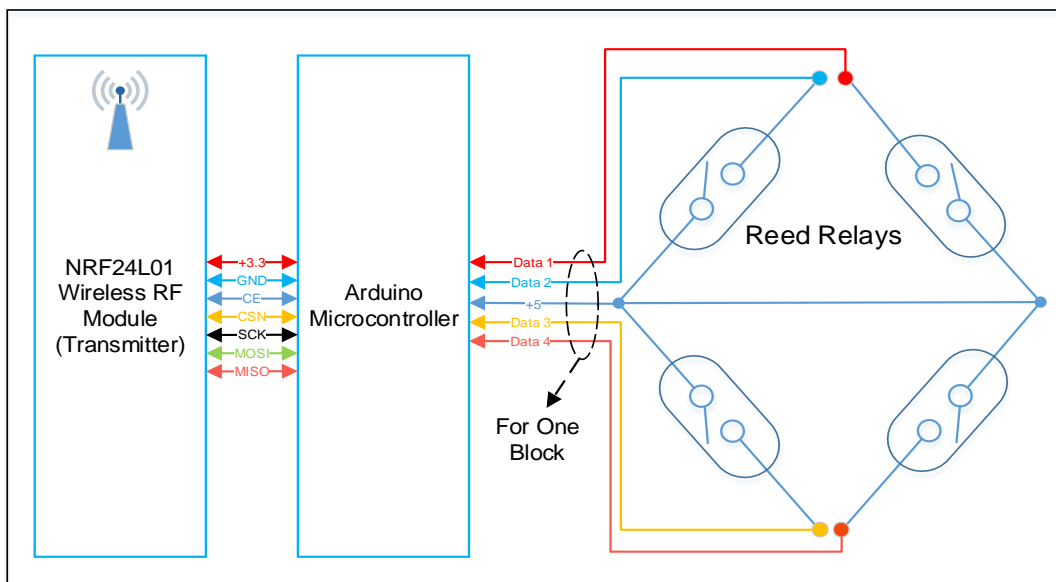 NRF24L01
Wireless RF
Module
(Transmitter)
+3.3
GND
CE
CSN
SCK
MOSI
MISO
Arduino
Microcontroller
Data 1
Data 2
+5
Data 3
Data 4
For One
Block
Reed Relays